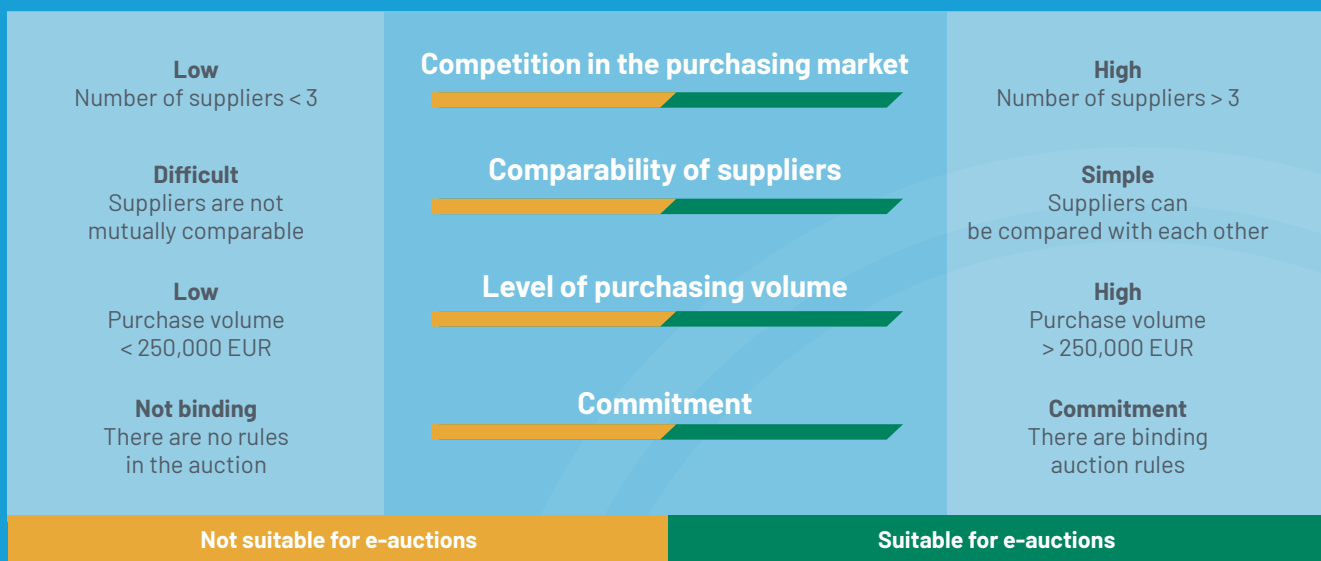 Competition in the purchasing market
Low
Number of suppliers < 3
High
Number of suppliers > 3
Comparability of suppliers
Difficult
Suppliers are not
mutually comparable
Simple
Suppliers can
be compared with each other
Level of purchasing volume
Low
Purchase volume
< 250,000 EUR
High
Purchase volume
> 250,000 EUR
Commitment
Not binding
There are no rules
in the auction
Commitment
There are binding
auction rules
Not suitable for e-auctions
Suitable for e-auctions